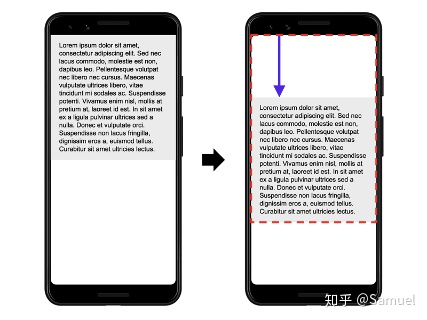 Lorem ipsum dolor sit amet,
consectetur adipiscing elit. Sed nec
lacus commodo, molestie est non,
dapibus leo. Pellentesque volutpat
nec libero nec cursus. Maecenas
vulputate enim non eleifend, vitae
tincidunt mi sodales ac. Suspendisse
potenti. Vivamus enim nisl, mollis at
pretium at, laoreet id est. In sit amet
ex a ligula pulvinar ultrices sed a
nulla. Donec et vulputate orci.
Suspendisse non lacus fringilla,
dignissim eros a, euismod tellus.
Curabitur sit amet ultricies lectus.
Lorem ipsum dolor sit amet,
consectetur adipiscing elit. Sed nec
lacus commodo, molestie est non,
dapibus leo. Pellentesque volutpat
nec libero nec cursus. Maecenas
tincidunt mi sodales ac. Suspendisse
potenti. Vivamus enim nisl, mollis at
pretium at, laoreet id est. In sit amet
ex a ligula pulvinar ultrices sed a
nulla. Donec et vulputate orci.
Suspendisse non lacus fringilla,
dignissim eros a, euismod tellus.
Curabitur sit amet ultricies lectus.
知乎 @Samuel